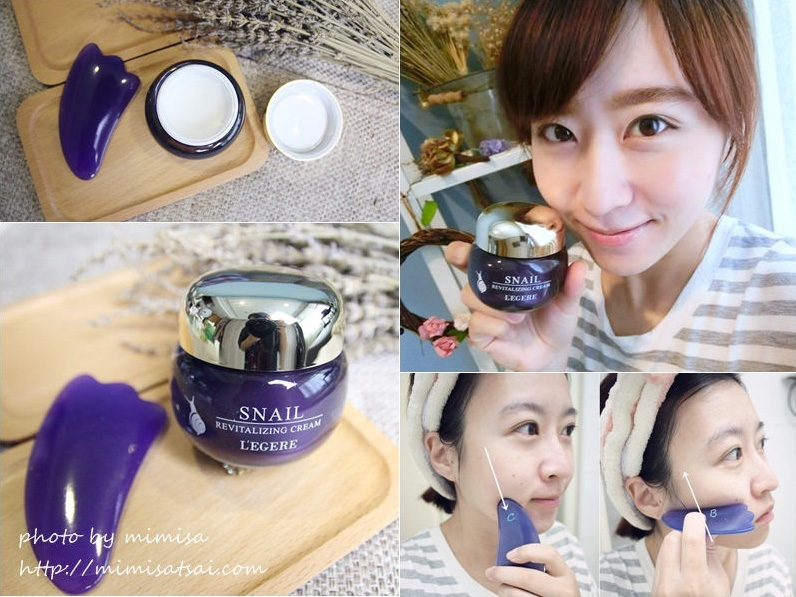 SNAIL
REVITALIZING CREAM
L'EGERE
SNAIL
REVITALIZING CREAM
L'EGERE
C
B
photo by mimisa
http://mimisatsai.com